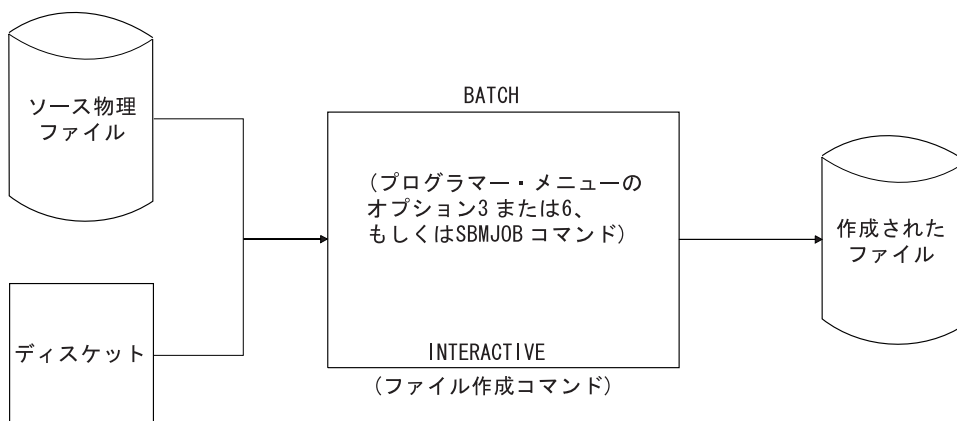 ソース物理
ファイル
ディスケット
BATCH
(プログラマー・メニューの
オプション3 または6、
もしくはSBMJOB コマンド)
INTERACTIVE
(ファイル作成コマンド)
作成された
ファイル